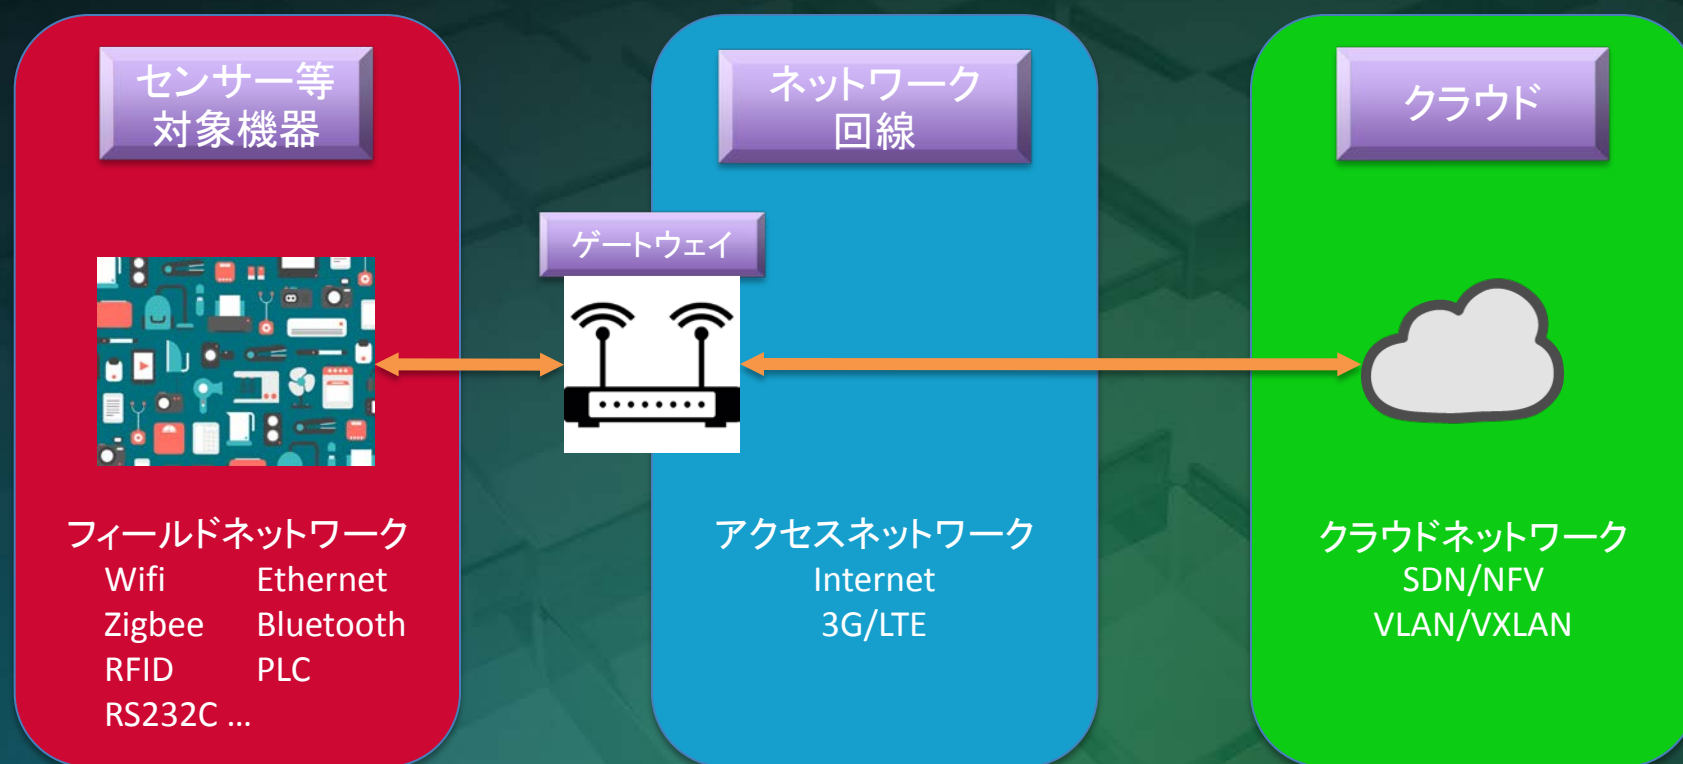 センサー等
対象機器
ネットワーク
回線
クラウド
ゲートウェイ
フィールドネットワーク
Wifi Ethernet
Zigbee Bluetooth
RFID PLC
RS232C ...
アクセスネットワーク
Internet
3G/LTE
クラウドネットワーク
SDN/NFV
VLAN/VXLAN